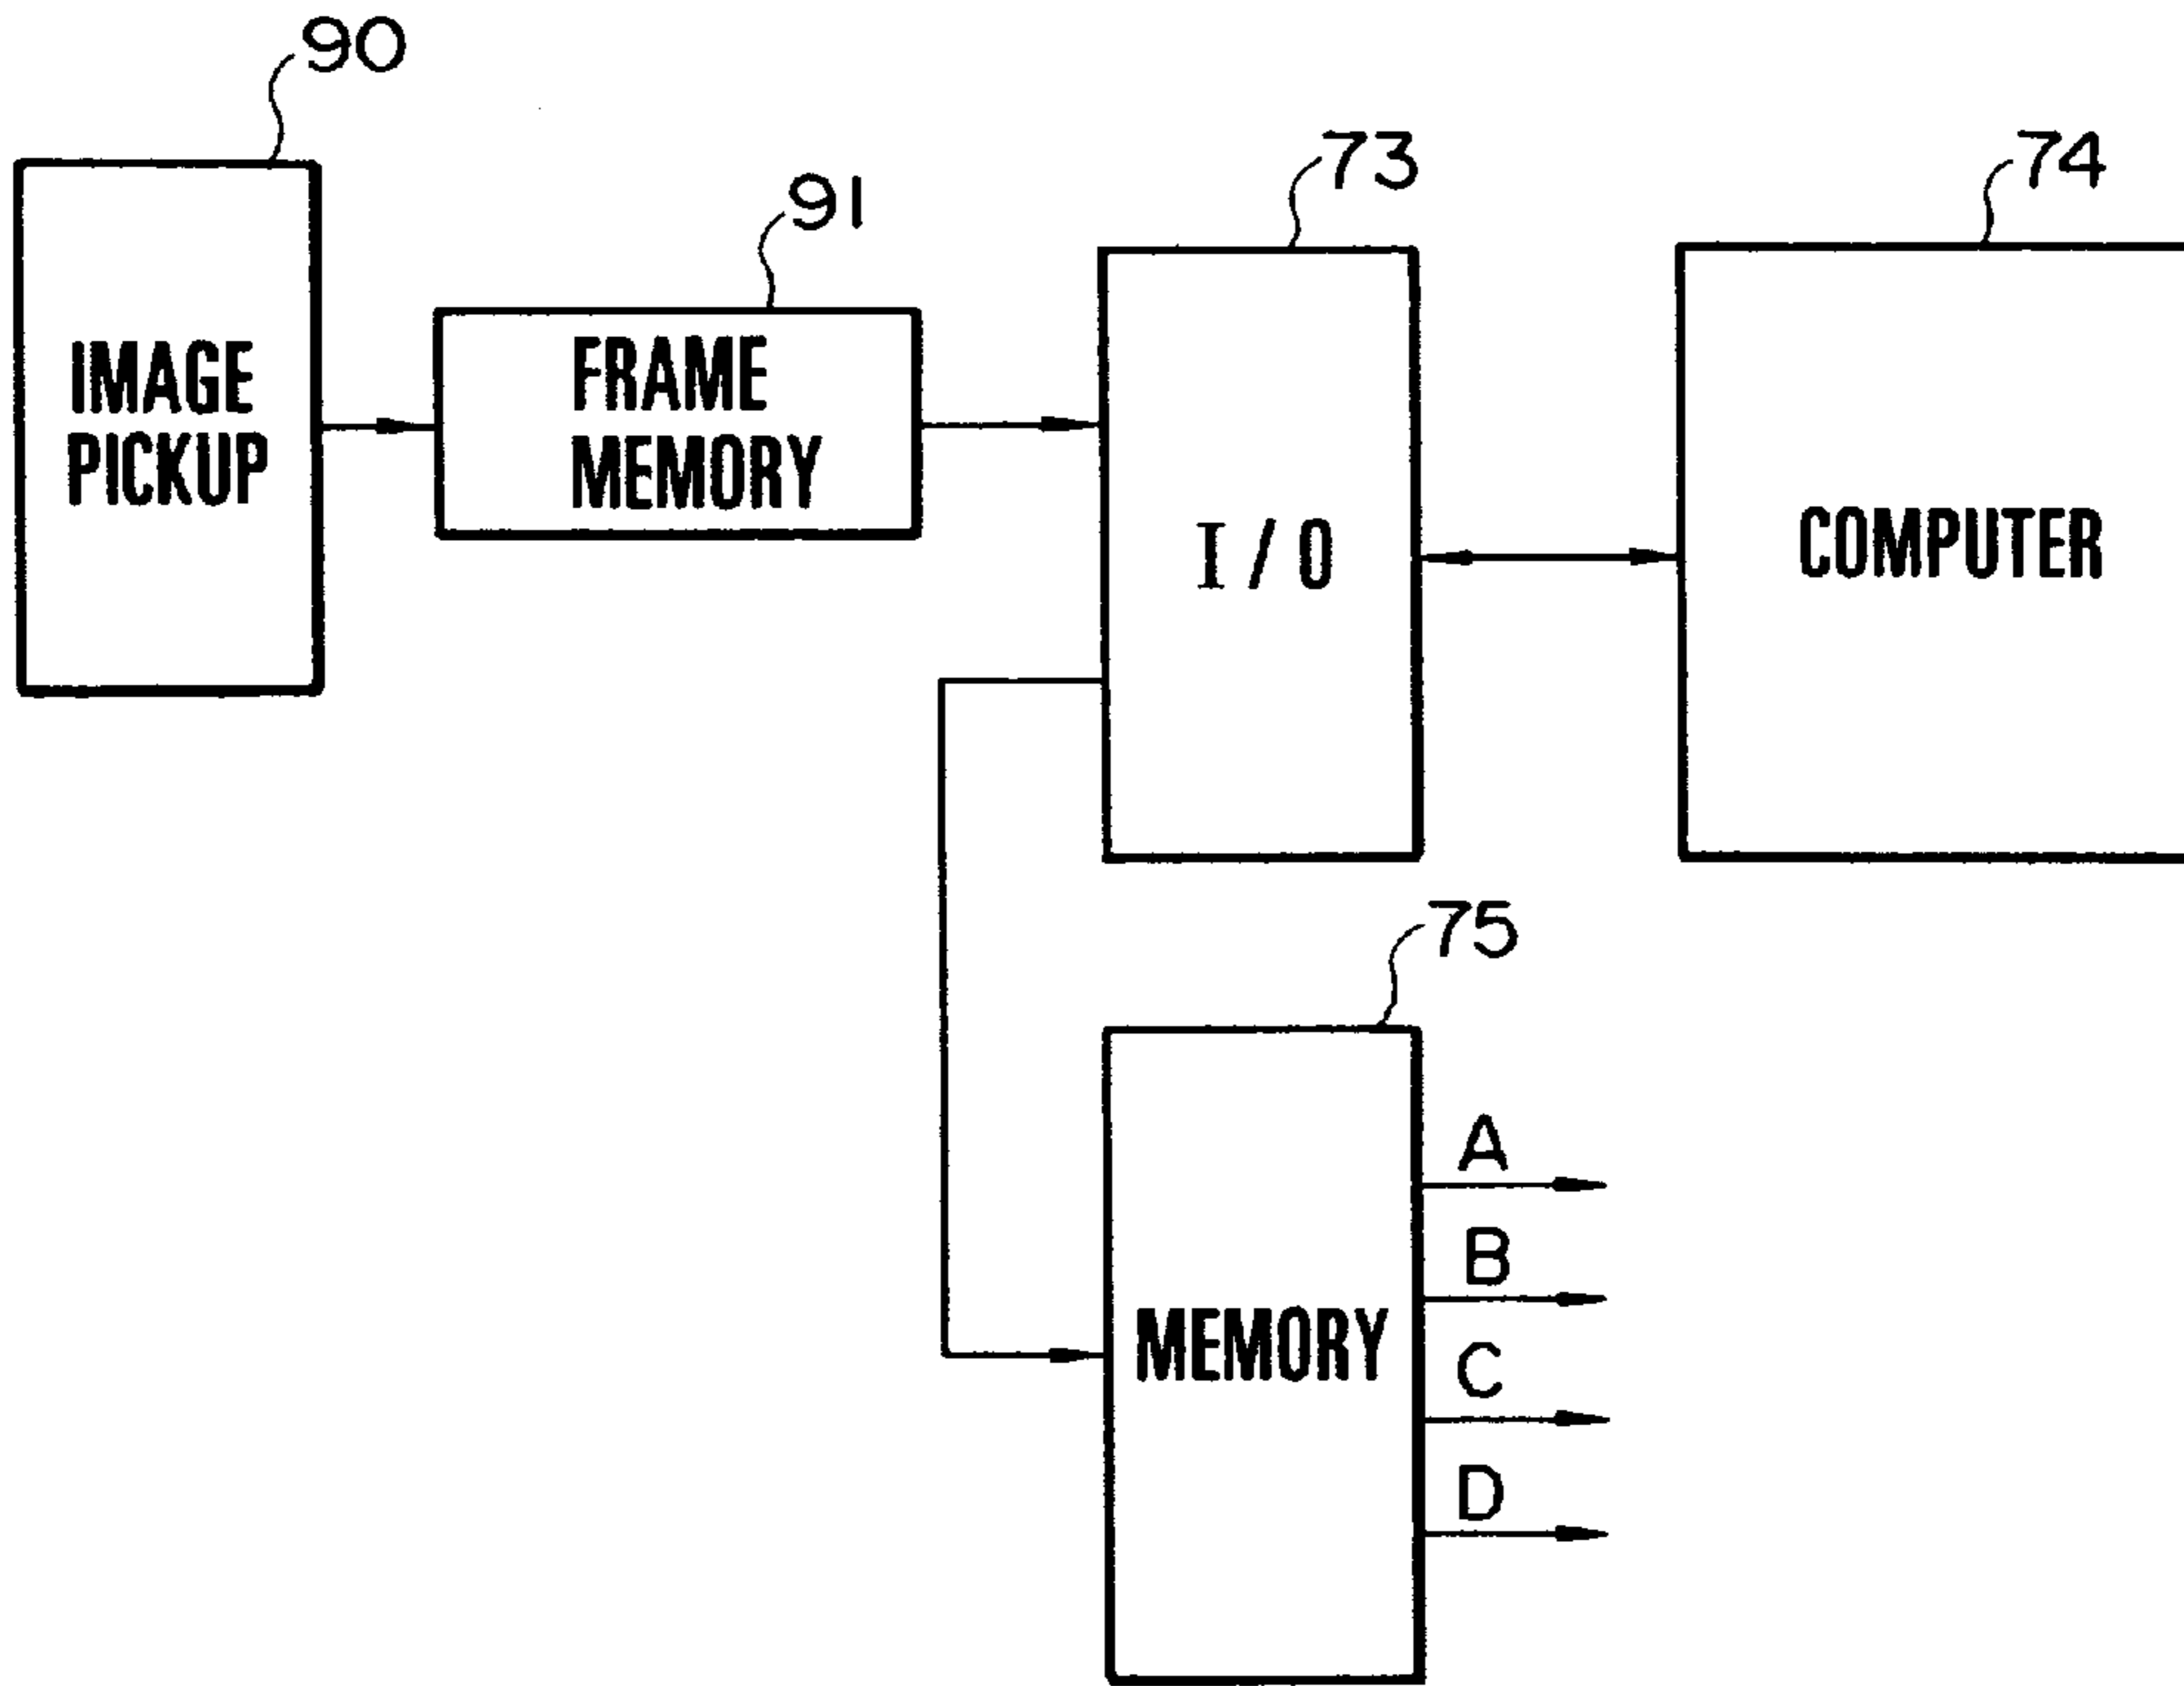 90
91
73
74
IMAGE
PICKUP
FRAME
MEMORY
I/O
COMPUTER
75
MEMORY
A
B
C
D